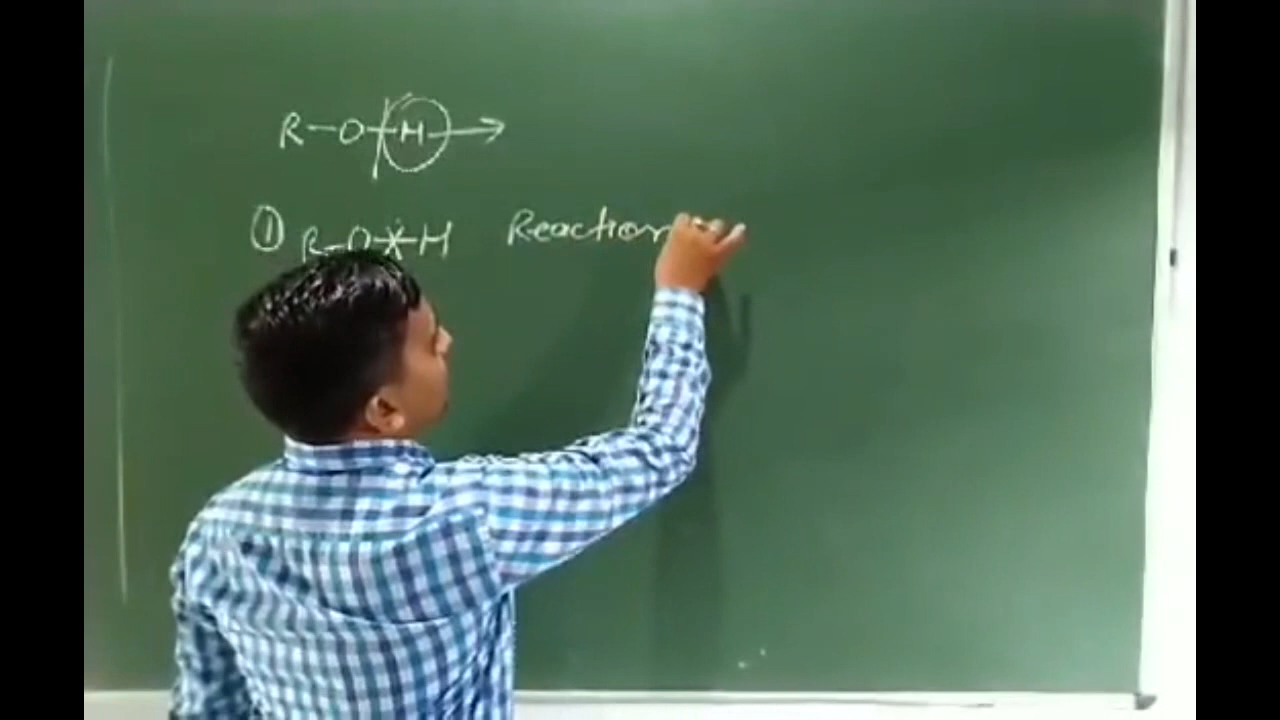 R-O-H →
① R-O-H Reaction